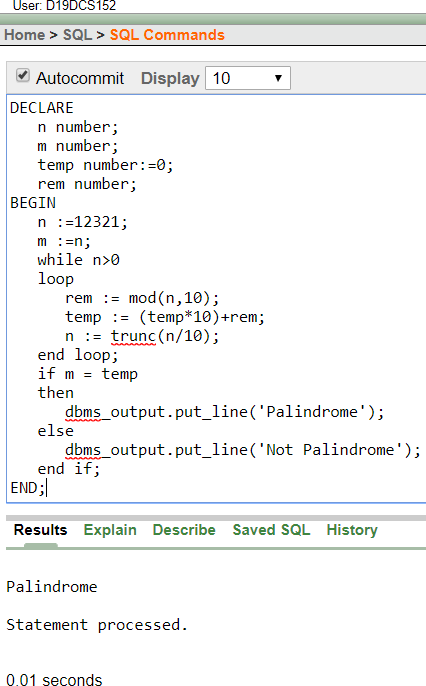 User: D19DCS152
Home > SQL > SQL Commands
Autocommit Display 10
DECLARE
n number;
m number;
temp number:=0;
rem number;
BEGIN
n :=12321;
m :=n;
while n>0
loop
rem := mod(n,10);
temp := (temp*10)+rem;
n := trunc(n/10);
end loop;
if m = temp
then
dbms_output.put_line('Palindrome');
else
dbms_output.put_line('Not Palindrome');
end if;
END;
Results Explain Describe Saved SQL History
Palindrome
Statement processed.
0.01 seconds